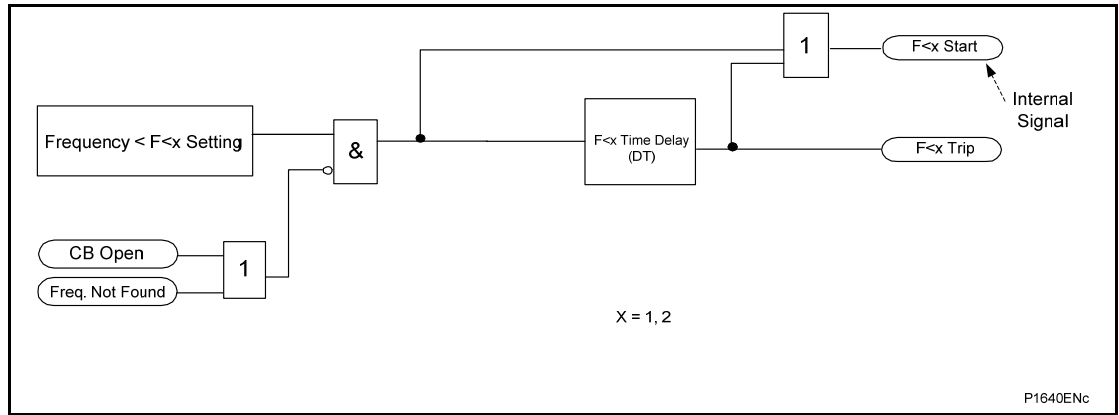 1
F<x Start
Internal
Signal
Frequency < F<x Setting
&
F<x Time Delay
(DT)
F<x Trip
CB Open
1
Freq. Not Found
X = 1, 2
P1640ENc